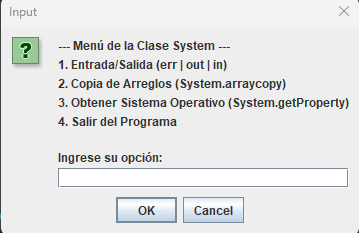 Input
--- Menú de la Clase System ---
1. Entrada/Salida (err | out | in)
2. Copia de Arreglos (System.arraycopy)
3. Obtener Sistema Operativo (System.getProperty)
4. Salir del Programa
Ingrese su opción:
OK Cancel